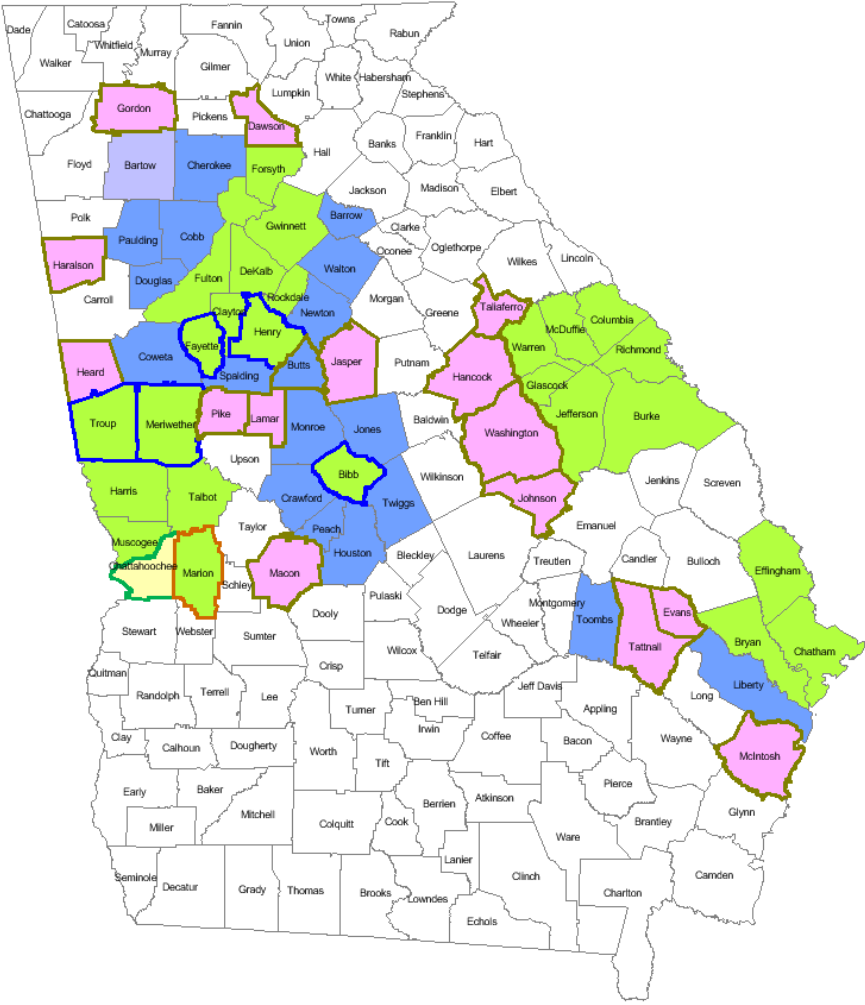 Dade
Catoosa
Whitfield
Murray
Fannin
Towns
Union
Rabun
Walker
Gilmer
White
Habersham
Stephens
Lumpkin
Chattooga
Gordon
Pickens
Dawson
Hall
Banks
Franklin
Hart
Floyd
Bartow
Cherokee
Forsyth
Jackson
Madison
Elbert
Polk
Paulding
Cobb
Gwinnett
Barrow
Clarke
Oconee
Oglethorpe
Wilkes
Lincoln
Haralson
Douglas
Fulton
DeKalb
Walton
Carroll
Rockdale
Clayton
Newton
Morgan
Greene
Taliaferro
McDuffie
Columbia
Richmond
Warren
Heard
Coweta
Fayette
Henry
Spalding
Butts
Jasper
Putnam
Hancock
Glascock
Jefferson
Burke
Troup
Meriwether
Pike
Lamar
Monroe
Jones
Baldwin
Washington
Upson
Bibb
Wilkinson
Johnson
Jenkins
Screven
Harris
Talbot
Crawford
Twiggs
Taylor
Peach
Houston
Emanuel
Muscogee
Chattahoochee
Marion
Schley
Macon
Bleckley
Laurens
Treutlen
Candler
Bulloch
Effingham
Dooly
Pulaski
Dodge
Wheeler
Montgomery
Toombs
Evans
Tattnall
Bryan
Chatham
Stewart
Webster
Sumter
Wilcox
Telfair
Crisp
Quitman
Randolph
Terrell
Lee
Turner
Ben Hill
Irwin
Jeff Davis
Appling
Long
Liberty
Wayne
McIntosh
Clay
Calhoun
Dougherty
Worth
Tift
Coffee
Bacon
Pierce
Early
Baker
Mitchell
Berrien
Atkinson
Brantley
Glynn
Miller
Colquitt
Cook
Ware
Lanier
Seminole
Decatur
Grady
Thomas
Brooks
Lowndes
Clinch
Echols
Charlton
Camden